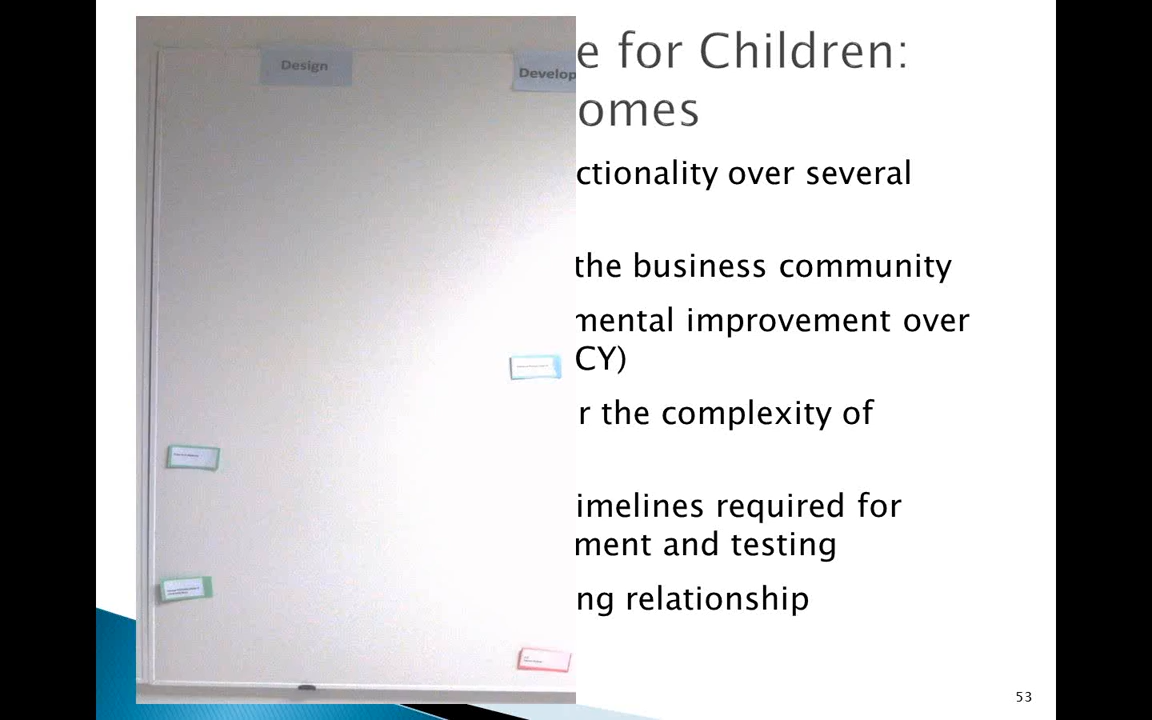 Design
Develop
e for Children:
omes
ctionality over several
the business community
mental improvement over
CY)
r the complexity of
imelines required for
ment and testing
ng relationship
53